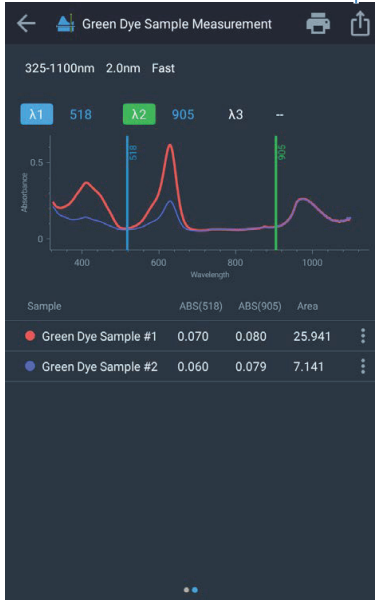 Green Dye Sample Measurement
325-1100nm 2.0nm Fast
λ1 518 λ2 905 λ3 --
518
905
0.5
0
Absorbance
400 600 800 1000
Wavelength
Sample ABS(518) ABS(905) Area
Green Dye Sample #1 0.070 0.080 25.941
Green Dye Sample #2 0.060 0.079 7.141